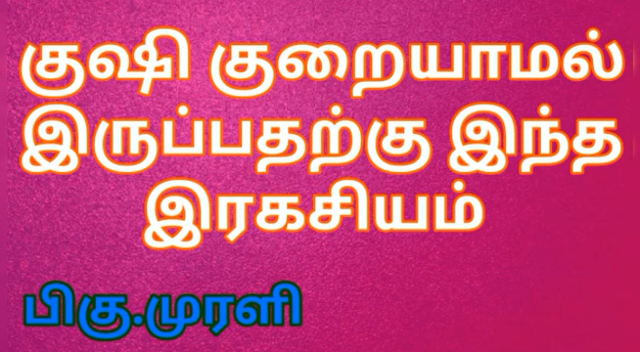 குஷி குறையாமல்
இருப்பதற்கு இந்த
இரகசியம்
பிகு.முரளி